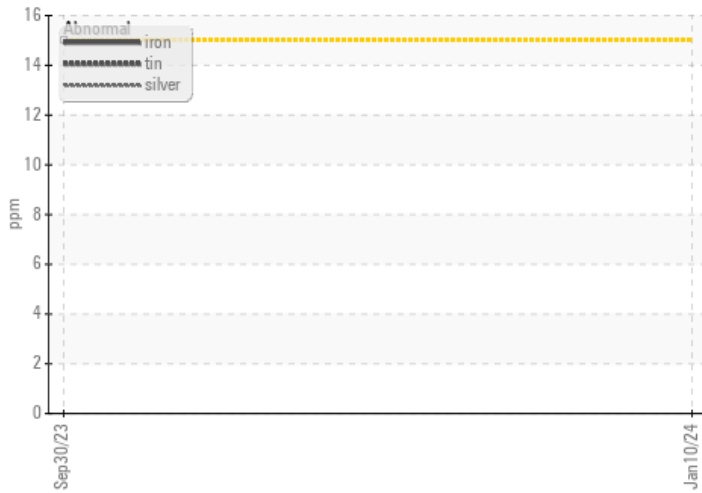 16
14
12
10
8
6
4
2
0
ppm
Abnormal
iron
tin
silver
Sep30/23
Jan10/24